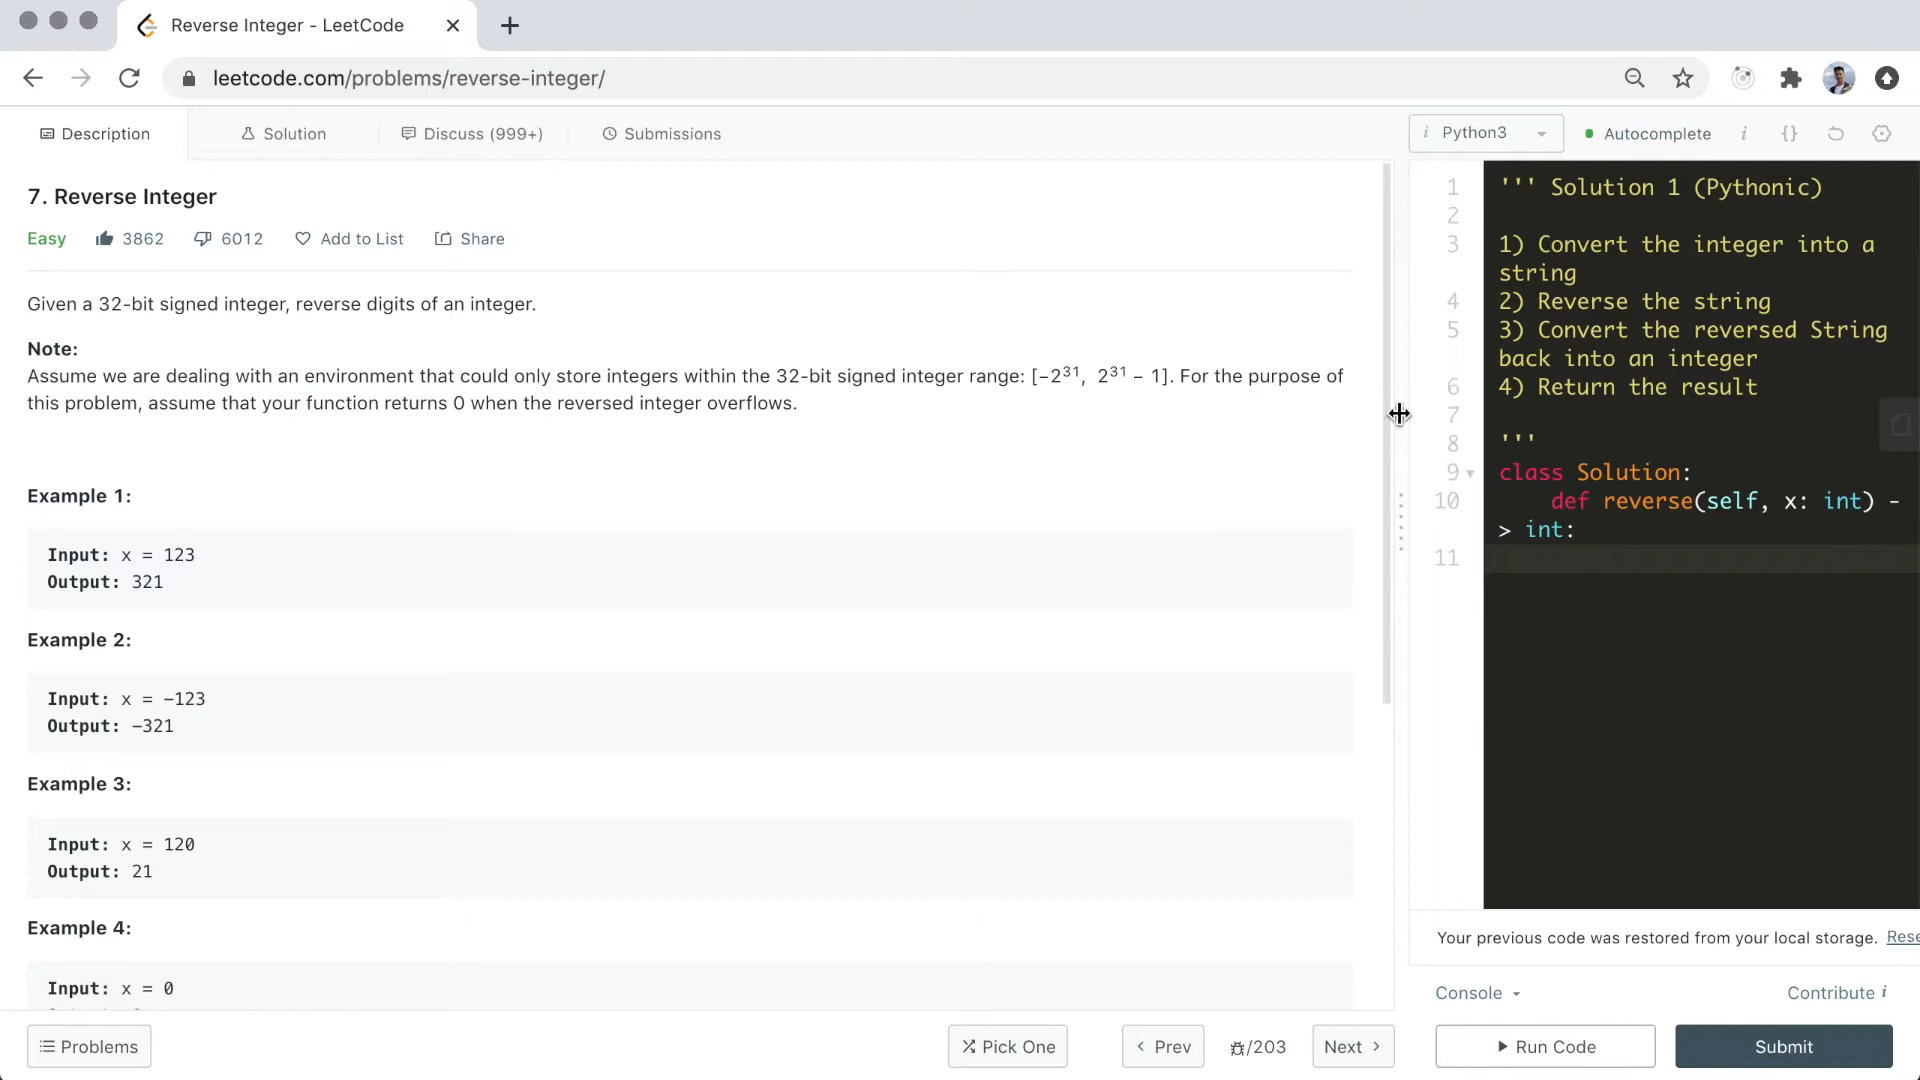 Reverse Integer - LeetCode
leetcode.com/problems/reverse-integer/
Description
Solution
Discuss (999+)
Submissions
i Python3
Autocomplete
i
{}
7. Reverse Integer
Easy 3862 6012 Add to List Share
Given a 32-bit signed integer, reverse digits of an integer.
Note:
Assume we are dealing with an environment that could only store integers within the 32-bit signed integer range: [−2³¹, 2³¹ − 1]. For the purpose of
this problem, assume that your function returns 0 when the reversed integer overflows.
Example 1:
Input: x = 123
Output: 321
Example 2:
Input: x = −123
Output: −321
Example 3:
Input: x = 120
Output: 21
Example 4:
Input: x = 0
Problems
Pick One
Prev
/203
Next
1 ''' Solution 1 (Pythonic)
2
3 1) Convert the integer into a
string
4 2) Reverse the string
5 3) Convert the reversed String
back into an integer
6 4) Return the result
7
8 '''
9 class Solution:
10 def reverse(self, x: int) -
> int:
11
Your previous code was restored from your local storage. Rese
Console
Contribute i
Run Code
Submit